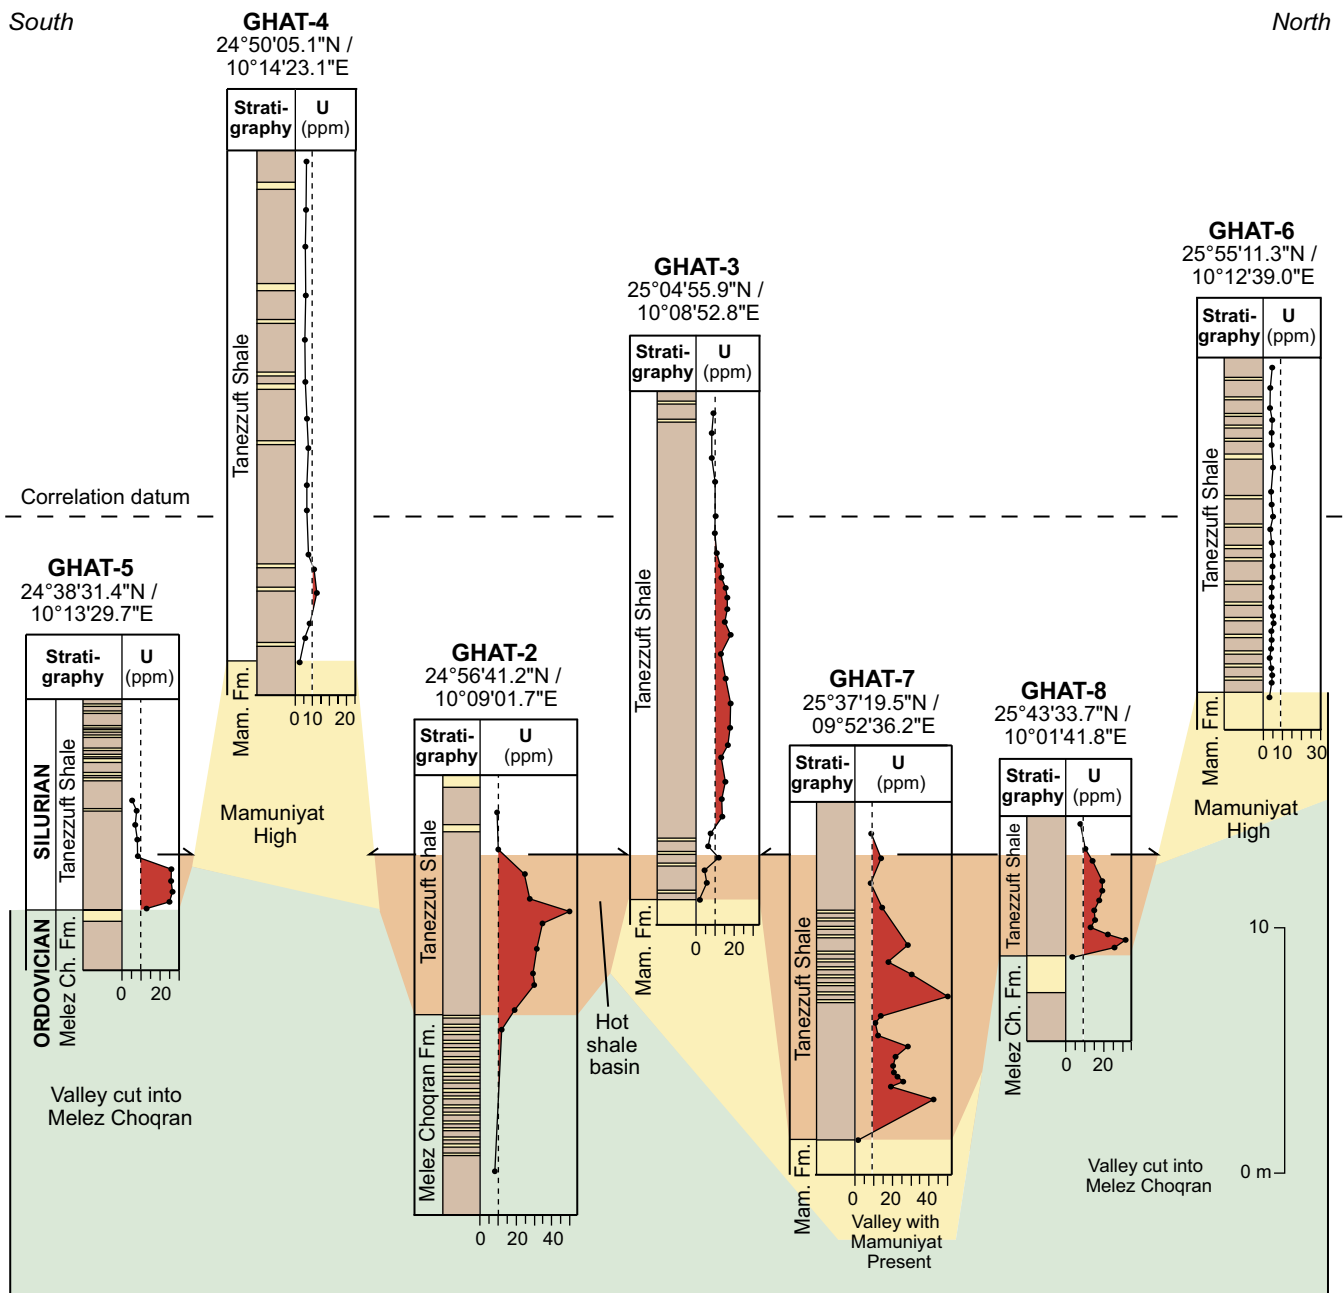 South
North
GHAT-4
24°50'05.1"N /
10°14'23.1"E
Strati-
graphy
U
(ppm)
Tanezzuft Shale
Mam. Fm.
0 10 20
GHAT-6
25°55'11.3"N /
10°12'39.0"E
Strati-
graphy
U
(ppm)
Tanezzuft Shale
Mam. Fm.
0 10 30
GHAT-3
25°04'55.9"N /
10°08'52.8"E
Strati-
graphy
U
(ppm)
Tanezzuft Shale
Mam. Fm.
0 20
Correlation datum
GHAT-5
24°38'31.4"N /
10°13'29.7"E
Strati-
graphy
U
(ppm)
SILURIAN
Tanezzuft Shale
ORDOVICIAN
Melez Ch. Fm.
0 20
GHAT-2
24°56'41.2"N /
10°09'01.7"E
Strati-
graphy
U
(ppm)
Tanezzuft Shale
Melez Choqran Fm.
0 20 40
GHAT-7
25°37'19.5"N /
09°52'36.2"E
Strati-
graphy
U
(ppm)
Tanezzuft Shale
Mam. Fm.
0 20 40
GHAT-8
25°43'33.7"N /
10°01'41.8"E
Strati-
graphy
U
(ppm)
Tanezzuft Shale
Melez Ch. Fm.
0 20
Mamuniyat
High
Mamuniyat
High
Hot
shale
basin
Valley cut into
Melez Choqran
Valley with
Mamuniyat
Present
Valley cut into
Melez Choqran
10
0 m